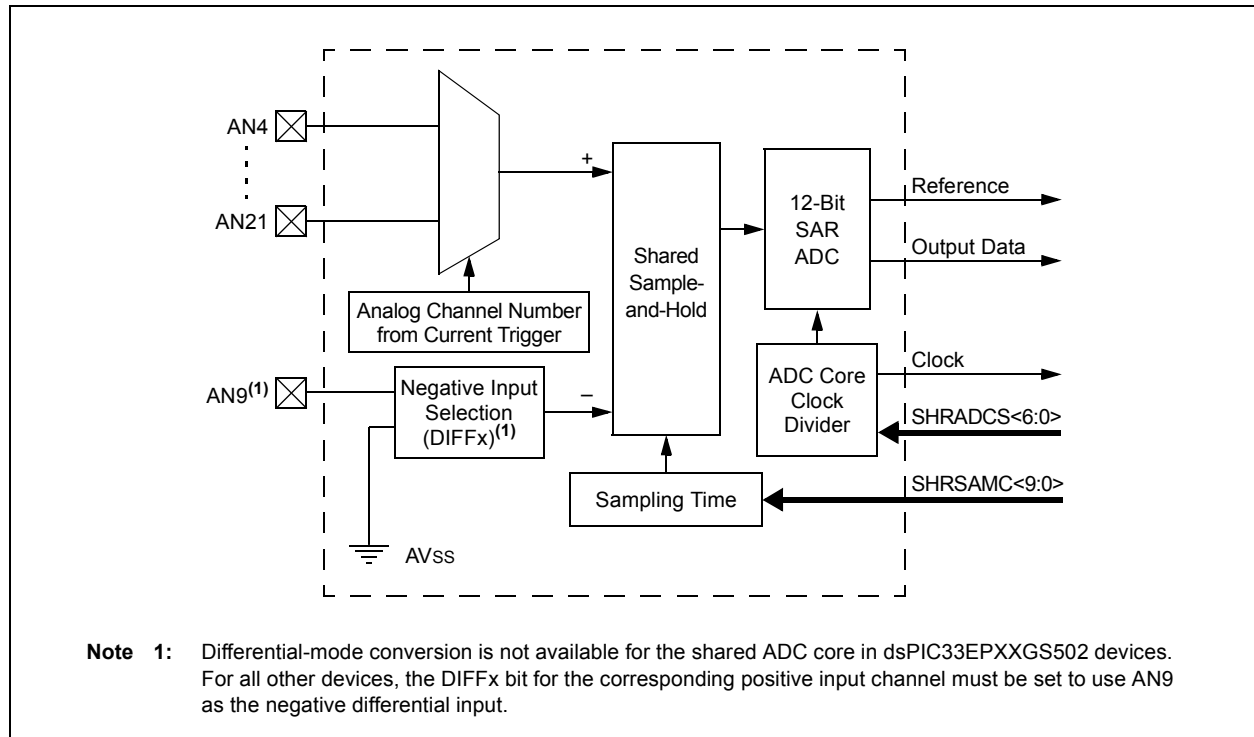 AN4
AN21
Analog Channel Number
from Current Trigger
AN9(1)
Negative Input
Selection
(DIFFx)(1)
AVSS
+
–
Shared
Sample-
and-Hold
Sampling Time
12-Bit
SAR
ADC
ADC Core
Clock
Divider
Reference
Output Data
Clock
SHRADCS<6:0>
SHRSAMC<9:0>
Note 1: Differential-mode conversion is not available for the shared ADC core in dsPIC33EPXXGS502 devices.
For all other devices, the DIFFx bit for the corresponding positive input channel must be set to use AN9
as the negative differential input.